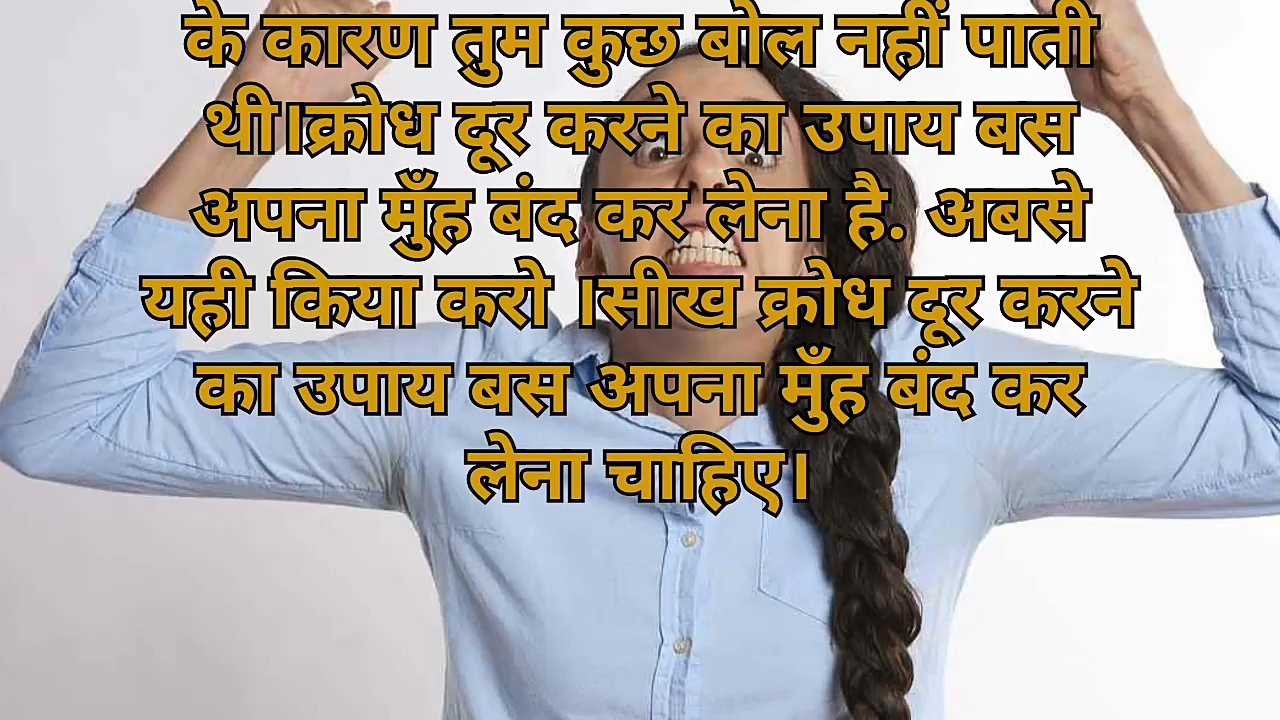 के कारण तुम कुछ बोल नहीं पाती
थी।क्रोध दूर करने का उपाय बस
अपना मुँह बंद कर लेना है. अबसे
यही किया करो ।सीख क्रोध दूर करने
का उपाय बस अपना मुँह बंद कर
लेना चाहिए।